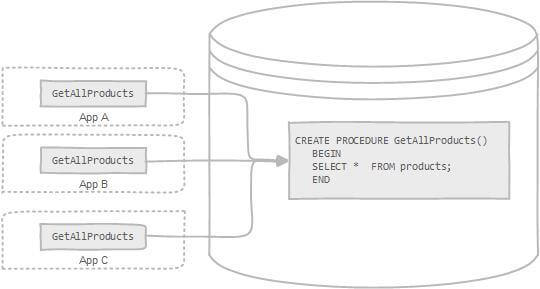 GetAllProducts
App A
GetAllProducts
App B
GetAllProducts
App C
CREATE PROCEDURE GetAllProducts()
BEGIN
SELECT * FROM products;
END